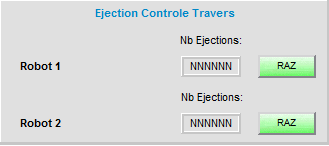 Ejection Controle Travers
Nb Ejections:
Robot 1 NNNNNN RAZ
Nb Ejections:
Robot 2 NNNNNN RAZ